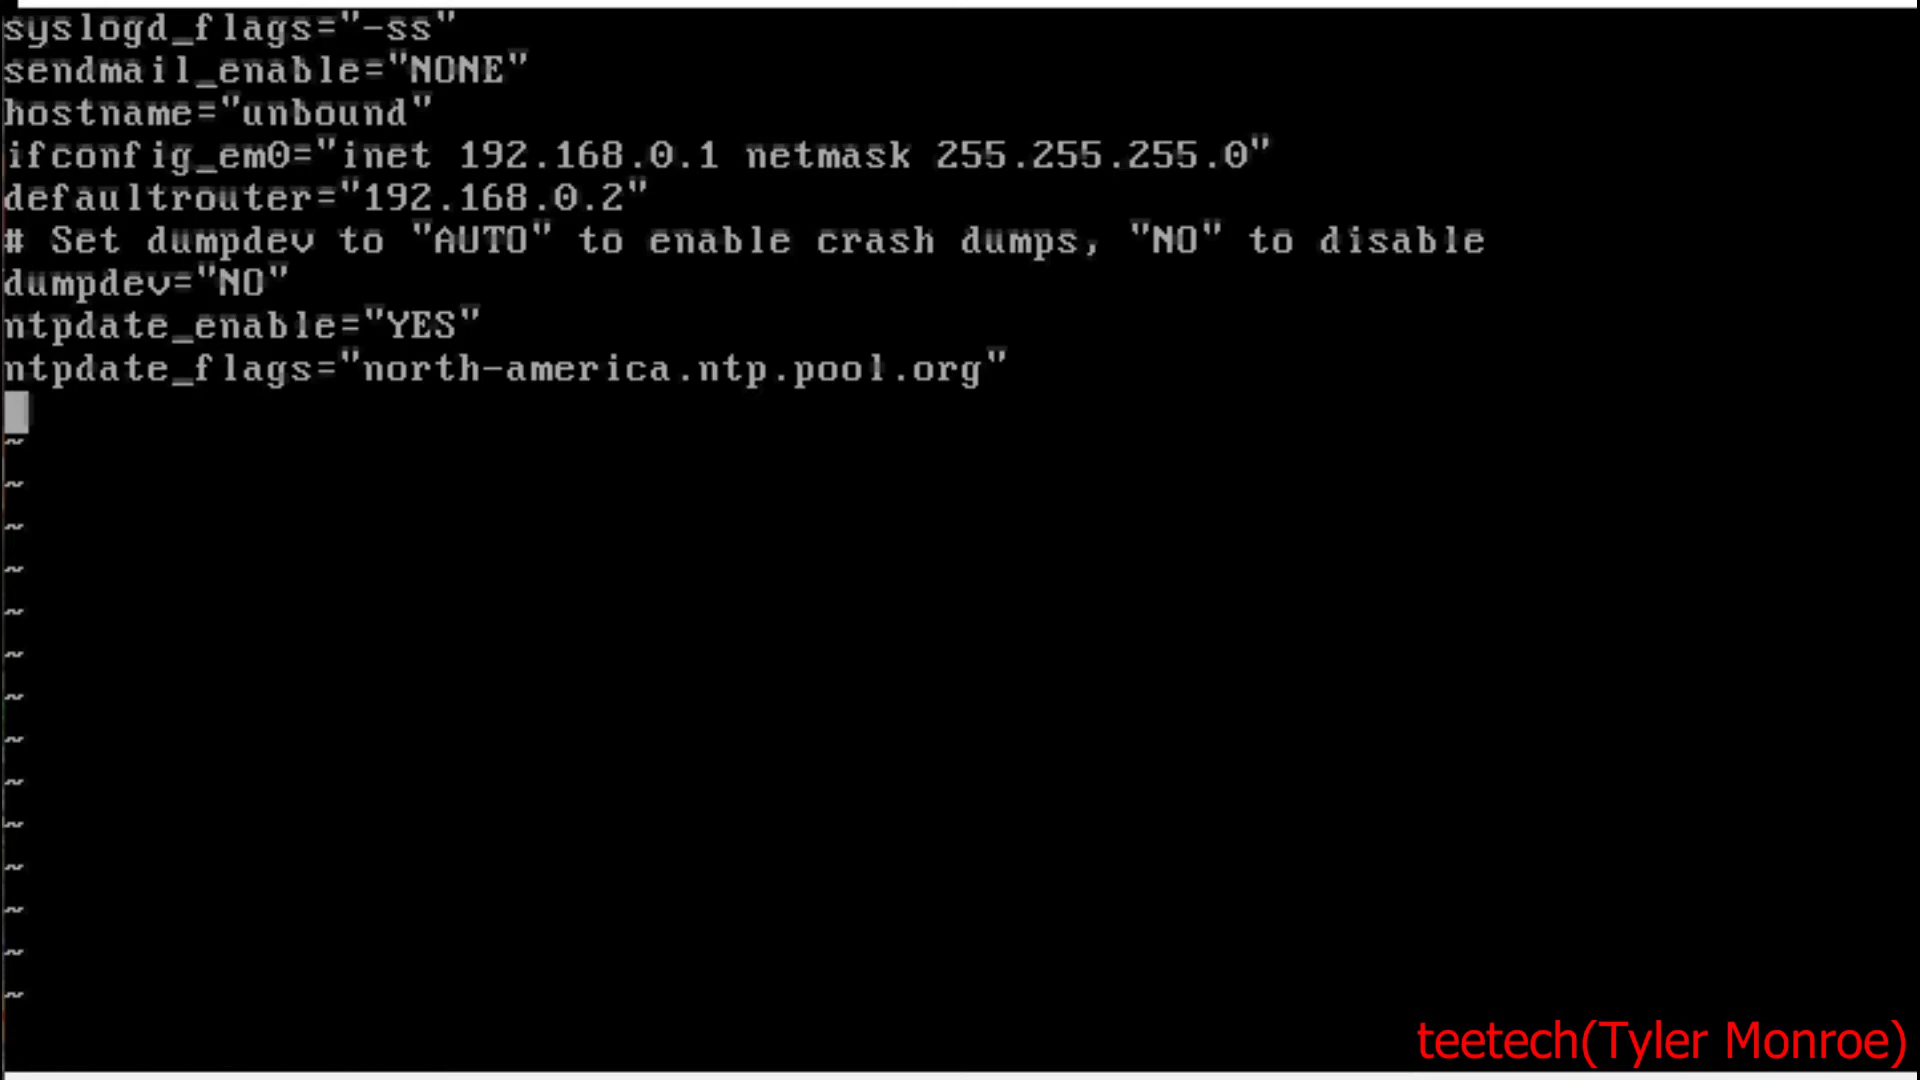 syslogd_flags="-ss"
sendmail_enable="NONE"
hostname="unbound"
ifconfig_em0="inet 192.168.0.1 netmask 255.255.255.0"
defaultrouter="192.168.0.2"
# Set dumpdev to "AUTO" to enable crash dumps, "NO" to disable
dumpdev="NO"
ntpdate_enable="YES"
ntpdate_flags="north-america.ntp.pool.org"
~
~
~
~
~
~
~
~
~
~
~
~
~
~
teetech(Tyler Monroe)